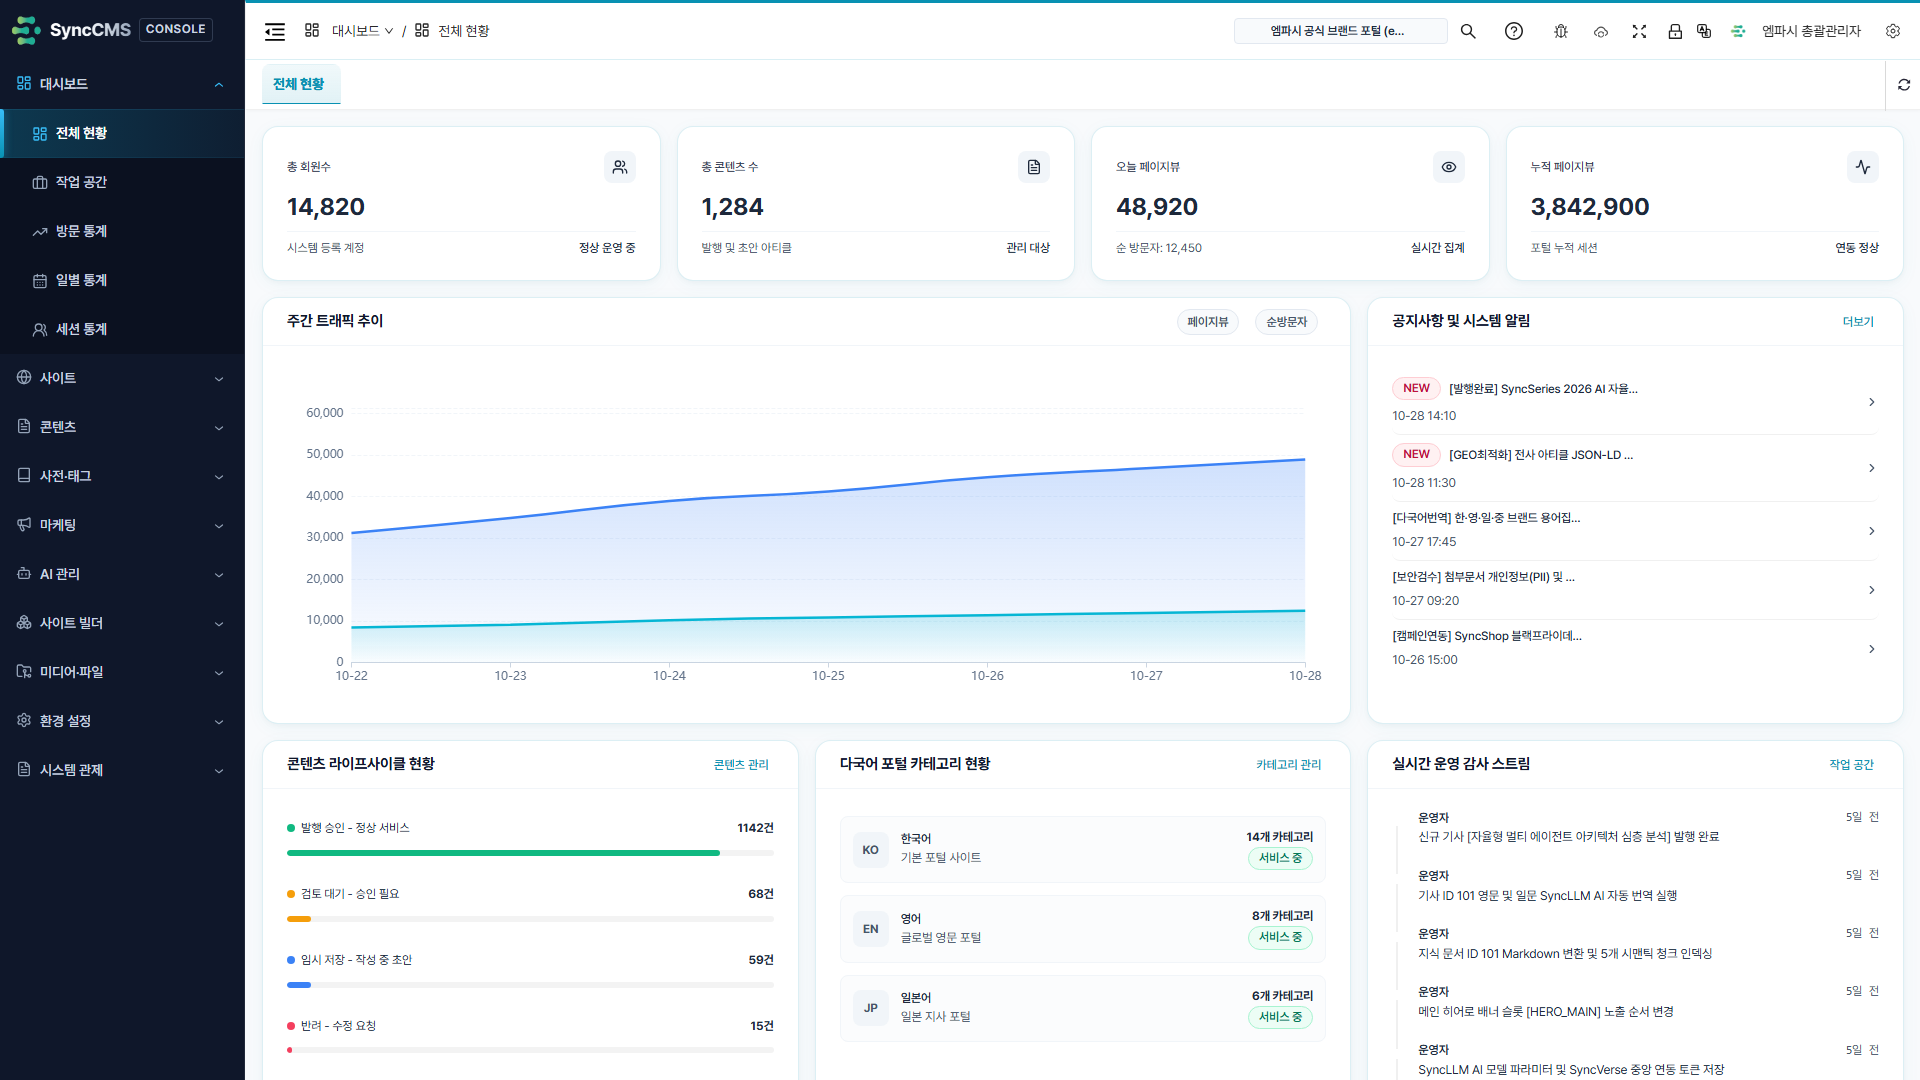 SyncCMS CONSOLE
대시보드
전체 현황
작업 공간
방문 통계
일별 통계
세션 통계
사이트
콘텐츠
사전·태그
마케팅
AI 관리
사이트 빌더
미디어·파일
환경 설정
시스템 관제
대시보드 / 전체 현황
엠파시 공식 브랜드 포털 (e...
엠파시 총괄관리자
전체 현황
총 회원수
14,820
시스템 등록 계정 정상 운영 중
총 콘텐츠 수
1,284
발행 및 초안 아티클 관리 대상
오늘 페이지뷰
48,920
순 방문자: 12,450 실시간 집계
누적 페이지뷰
3,842,900
포털 누적 세션 연동 정상
주간 트래픽 추이
페이지뷰 순방문자
60,000
50,000
40,000
30,000
20,000
10,000
0
10-22 10-23 10-24 10-25 10-26 10-27 10-28
공지사항 및 시스템 알림 더보기
NEW [발행완료] SyncSeries 2026 AI 자율...
10-28 14:10
NEW [GEO최적화] 전사 아티클 JSON-LD ...
10-28 11:30
[다국어번역] 한·영·일·중 브랜드 용어집...
10-27 17:45
[보안검수] 첨부문서 개인정보(PII) 및 ...
10-27 09:20
[캠페인연동] SyncShop 블랙프라이데...
10-26 15:00
콘텐츠 라이프사이클 현황 콘텐츠 관리
발행 승인 - 정상 서비스 1142건
검토 대기 - 승인 필요 68건
임시 저장 - 작성 중 초안 59건
반려 - 수정 요청 15건
다국어 포털 카테고리 현황 카테고리 관리
KO 한국어 14개 카테고리
기본 포털 사이트 서비스 중
EN 영어 8개 카테고리
글로벌 영문 포털 서비스 중
JP 일본어 6개 카테고리
일본 지사 포털 서비스 중
실시간 운영 감사 스트림 작업 공간
운영자 5일 전
신규 기사 [자율형 멀티 에이전트 아키텍처 심층 분석] 발행 완료
운영자 5일 전
기사 ID 101 영문 및 일문 SyncLLM AI 자동 번역 실행
운영자 5일 전
지식 문서 ID 101 Markdown 변환 및 5개 시맨틱 청크 인덱싱
운영자 5일 전
메인 히어로 배너 슬롯 [HERO_MAIN] 노출 순서 변경
운영자 5일 전
SyncLLM AI 모델 파라미터 및 SyncVerse 중앙 연동 토큰 저장